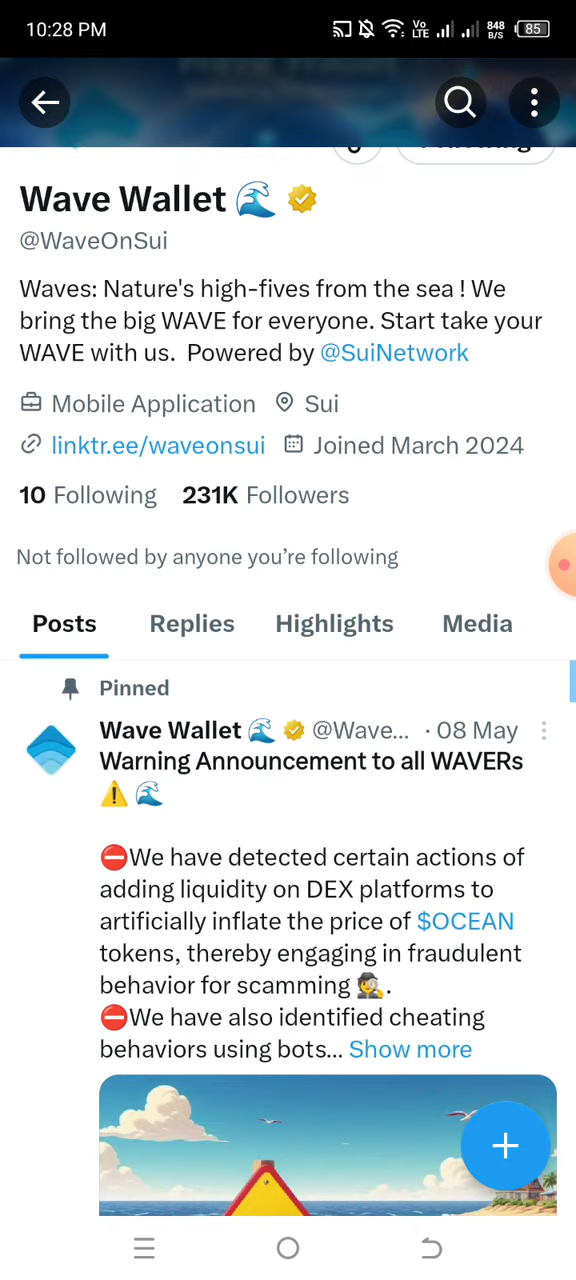 10:28 PM Vo LTE 848 B/S 85
Following
Wave Wallet 🌊
@WaveOnSui
Waves: Nature's high-fives from the sea ! We
bring the big WAVE for everyone. Start take your
WAVE with us. Powered by @SuiNetwork
Mobile Application Sui
linktr.ee/waveonsui Joined March 2024
10 Following 231K Followers
Not followed by anyone you're following
Posts Replies Highlights Media
Pinned
Wave Wallet 🌊 @Wave... · 08 May
Warning Announcement to all WAVERs
⚠️ 🌊
⛔We have detected certain actions of
adding liquidity on DEX platforms to
artificially inflate the price of $OCEAN
tokens, thereby engaging in fraudulent
behavior for scamming 🕵️.
⛔We have also identified cheating
behaviors using bots... Show more